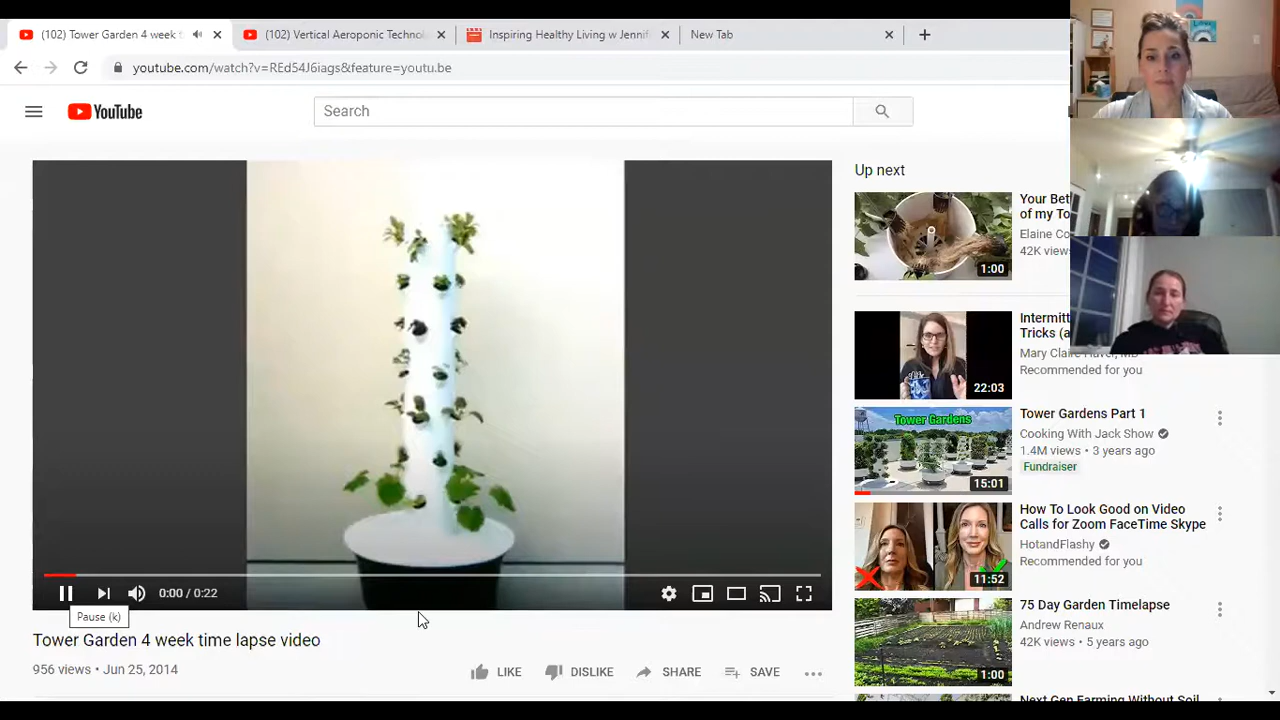 (102) Tower Garden 4 week t
(102) Vertical Aeroponic Technolo
Inspiring Healthy Living w Jennif
New Tab
youtube.com/watch?v=REd54J6iags&feature=youtu.be
YouTube
Search
0:00 / 0:22
Pause (k)
Tower Garden 4 week time lapse video
956 views • Jun 25, 2014
LIKE
DISLIKE
SHARE
SAVE
Up next
1:00
Your Bet
of my To
Elaine Co
42K views
22:03
Intermitt
Tricks (a
Mary Claire Haver, MD
Recommended for you
Tower Gardens
15:01
Tower Gardens Part 1
Cooking With Jack Show
1.4M views • 3 years ago
Fundraiser
11:52
How To Look Good on Video
Calls for Zoom FaceTime Skype
HotandFlashy
Recommended for you
1:00
75 Day Garden Timelapse
Andrew Renaux
42K views • 5 years ago
Next Gen Farming Without Soil